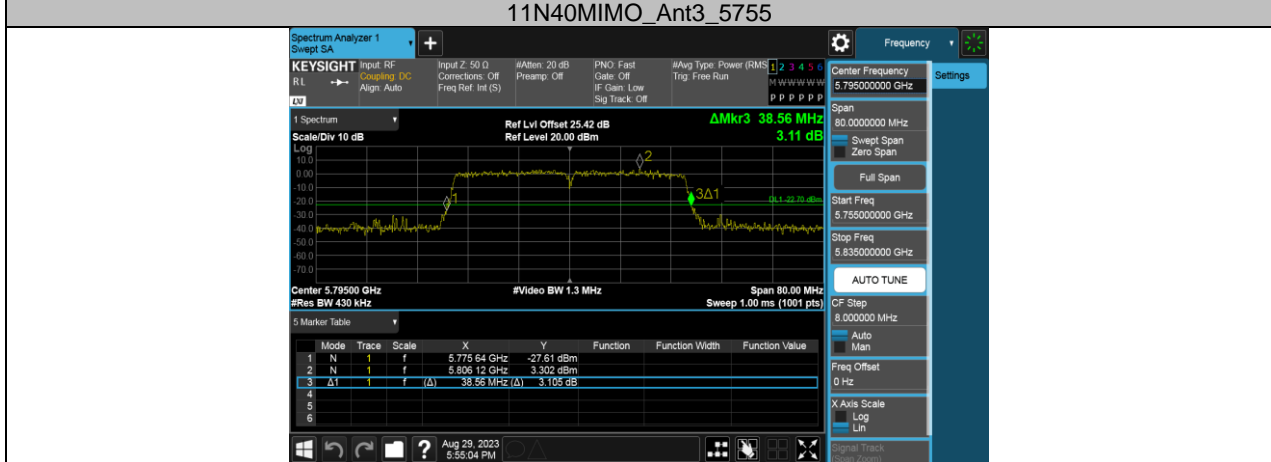 11N40MIMO_Ant3_5755
Spectrum Analyzer 1
Swept SA
+
Frequency
KEYSIGHT
RL
LXI
Input: RF
Coupling: DC
Align: Auto
Input Z: 50 Ω
Corrections: Off
Freq Ref: Int (S)
#Atten: 20 dB
Preamp: Off
PNO: Fast
Gate: Off
IF Gain: Low
Sig Track: Off
#Avg Type: Power (RMS
Trig: Free Run
1 2 3 4 5 6
M W W W W W
P P P P P P
Center Frequency
5.795000000 GHz
Settings
Span
80.0000000 MHz
Swept Span
Zero Span
Full Span
Start Freq
5.755000000 GHz
Stop Freq
5.835000000 GHz
AUTO TUNE
CF Step
8.000000 MHz
Auto
Man
Freq Offset
0 Hz
X Axis Scale
Log
Lin
Signal Track
(Span Zoom)
1 Spectrum
Scale/Div 10 dB
Ref Lvl Offset 25.42 dB
Ref Level 20.00 dBm
ΔMkr3 38.56 MHz
3.11 dB
Log
10.0
0.00
-10.0
-20.0
-30.0
-40.0
-50.0
-60.0
-70.0
1
2
3Δ1
DL1 -22.70 dBm
Center 5.79500 GHz
#Res BW 430 kHz
#Video BW 1.3 MHz
Span 80.00 MHz
Sweep 1.00 ms (1001 pts)
5 Marker Table
Mode Trace Scale X Y Function Function Width Function Value
1 N 1 f 5.775 64 GHz -27.61 dBm
2 N 1 f 5.806 12 GHz 3.302 dBm
3 Δ1 1 f (Δ) 38.56 MHz (Δ) 3.105 dB
4
5
6
?
Aug 29, 2023
5:55:04 PM